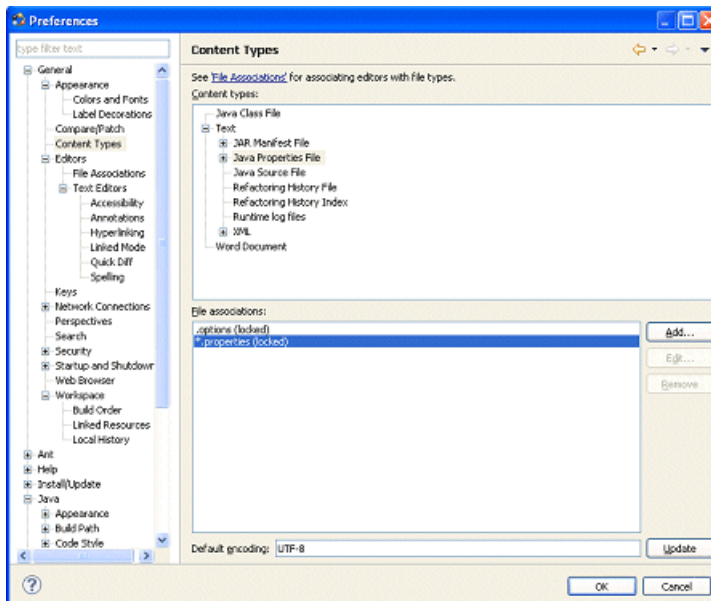 Preferences
type filter text
General
Appearance
Colors and Fonts
Label Decorations
Compare/Patch
Content Types
Editors
File Associations
Text Editors
Accessibility
Annotations
Hyperlinking
Linked Mode
Quick Diff
Spelling
Keys
Network Connections
Perspectives
Search
Security
Startup and Shutdowr
Web Browser
Workspace
Build Order
Linked Resources
Local History
Ant
Help
Install/Update
Java
Appearance
Build Path
Code Style
Content Types
See 'File Associations' for associating editors with file types.
Content types:
Java Class File
Text
JAR Manifest File
Java Properties File
Java Source File
Refactoring History File
Refactoring History Index
Runtime log files
XML
Word Document
File associations:
.options (locked)
*.properties (locked)
Add...
Edit...
Remove
Default encoding: UTF-8
Update
OK
Cancel